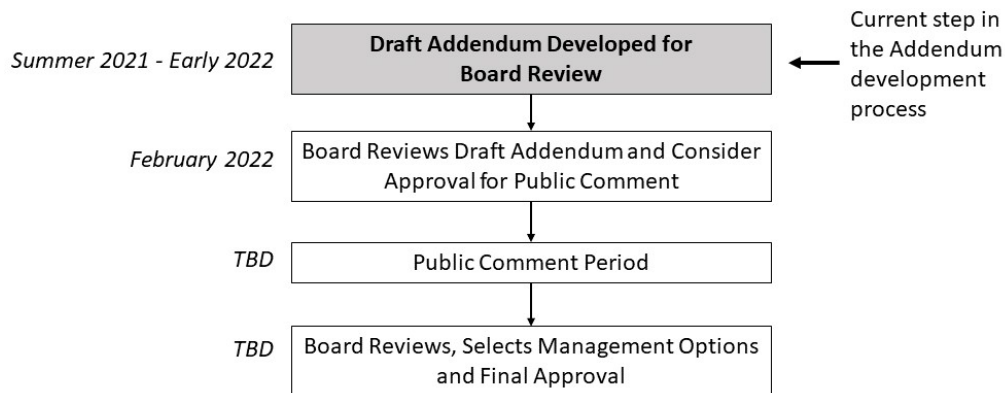 Summer 2021 - Early 2022
Draft Addendum Developed for
Board Review
Current step in
the Addendum
development
process
February 2022
Board Reviews Draft Addendum and Consider
Approval for Public Comment
TBD
Public Comment Period
TBD
Board Reviews, Selects Management Options
and Final Approval